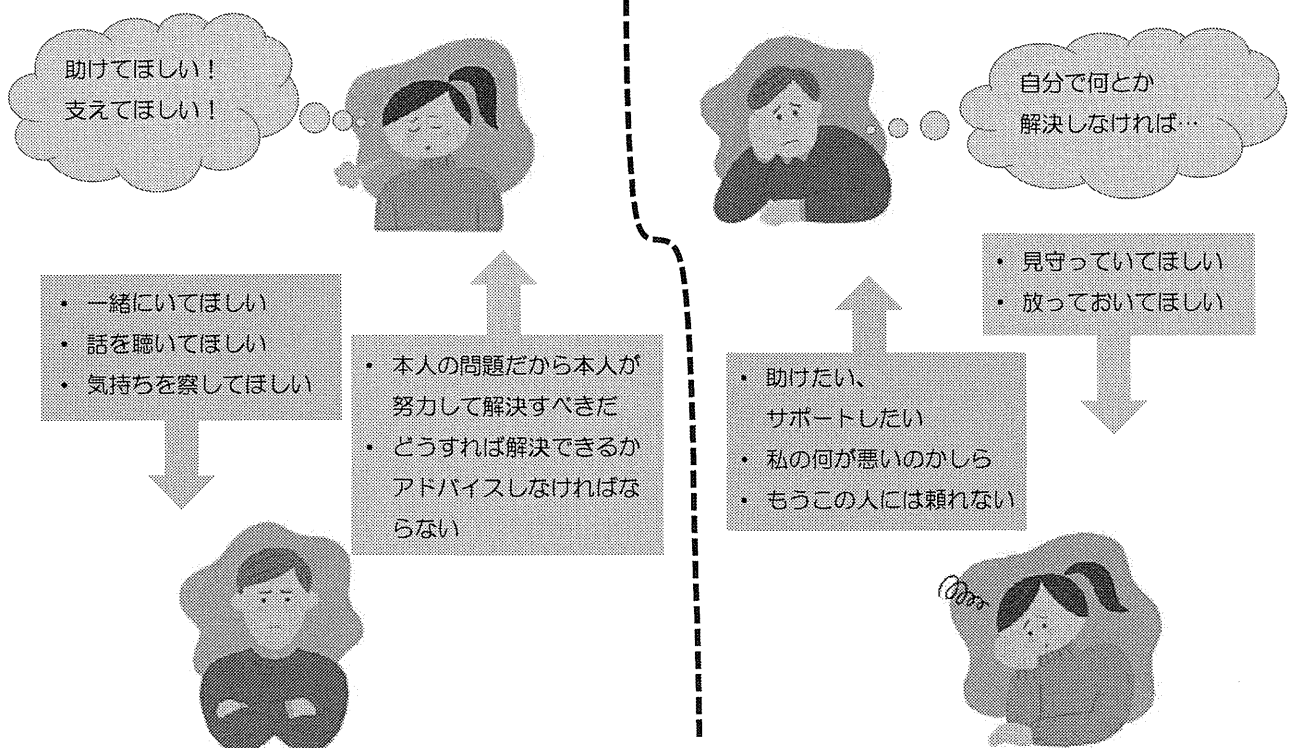 助けてほしい！
支えてほしい！
・ 一緒にいてほしい
・ 話を聴いてほしい
・ 気持ちを察してほしい
・ 本人の問題だから本人が
努力して解決すべきだ
・ どうすれば解決できるか
アドバイスしなければな
らない
自分で何とか
解決しなければ…
・ 見守っていてほしい
・ 放っておいてほしい
・ 助けたい、
サポートしたい
・ 私の何が悪いのかしら
・ もうこの人には頼れない